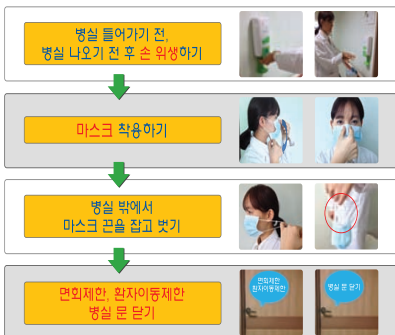 병실 들어가기 전,
병실 나오기 전 후 손 위생하기
마스크 착용하기
병실 밖에서
마스크 끈을 잡고 벗기
면회제한, 환자이동제한
병실 문 닫기
면회제한
환자이동제한
병실 문 닫기